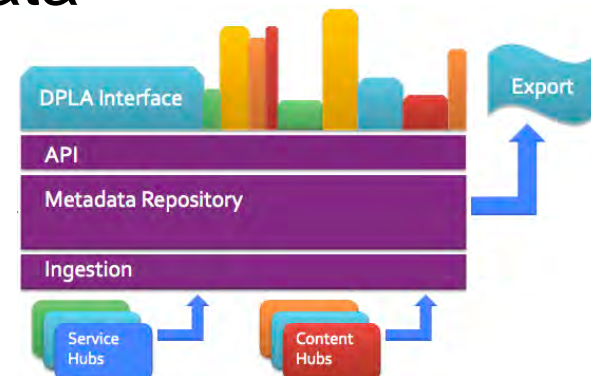 DPLA Interface
Export
API
Metadata Repository
Ingestion
Service
Hubs
Content
Hubs